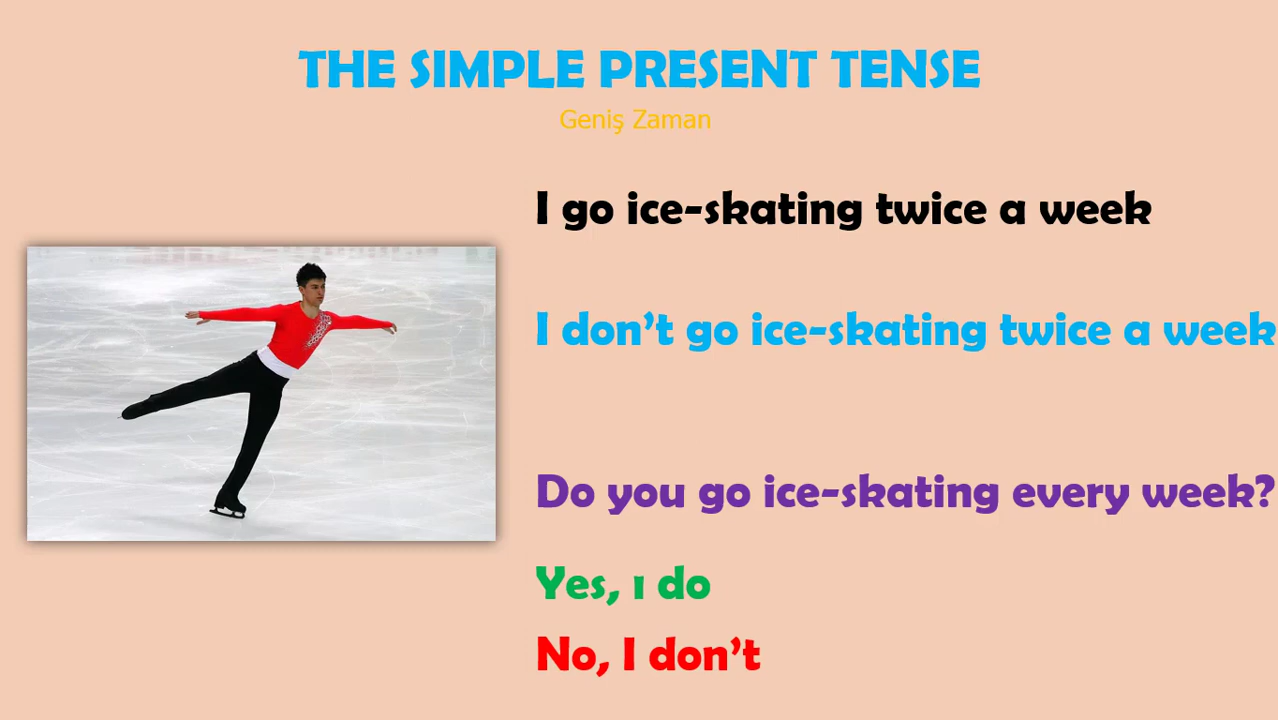 THE SIMPLE PRESENT TENSE
Geniş Zaman
I go ice-skating twice a week
I don’t go ice-skating twice a week
Do you go ice-skating every week?
Yes, ı do
No, I don’t